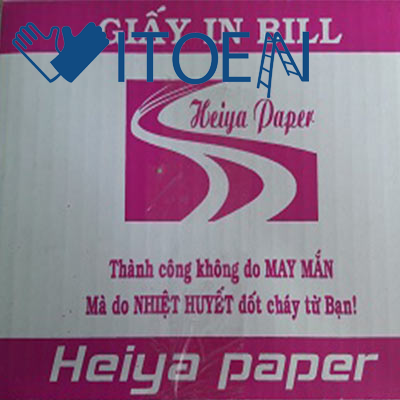 GIẤY IN BILL
VITOEN
Heiya Paper
Thành công không do MAY MẮN
Mà do NHIỆT HUYẾT đốt cháy từ Bạn!
Heiya paper